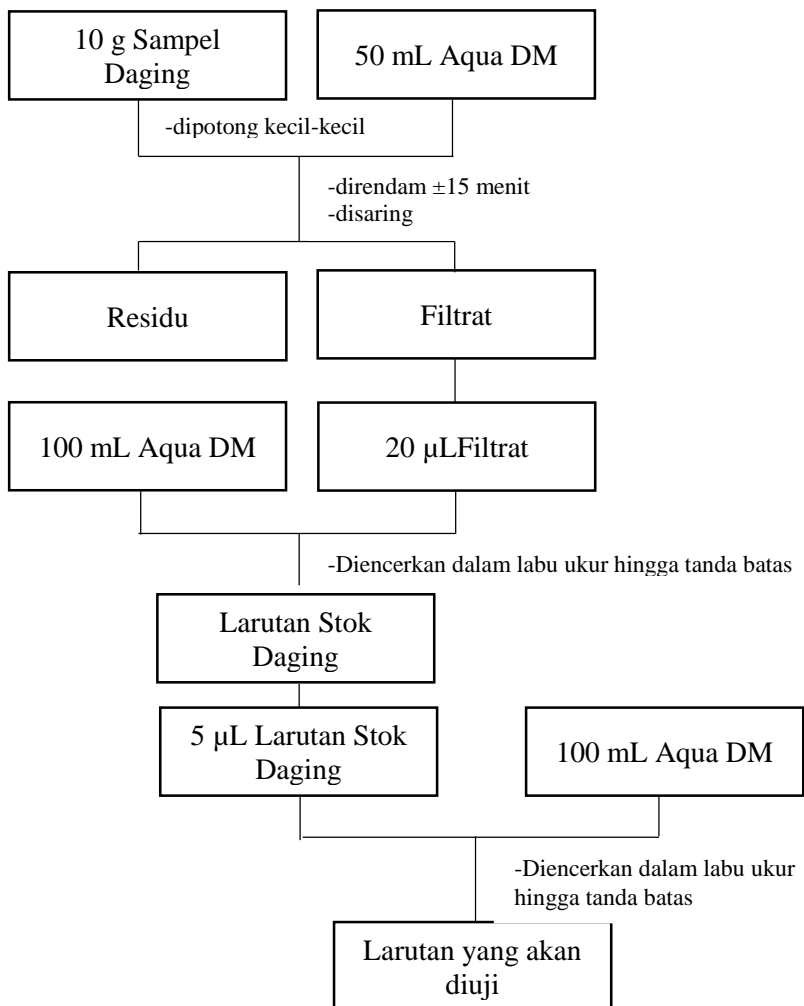 10 g Sampel
Daging
50 mL Aqua DM
-dipotong kecil-kecil
-direndam ±15 menit
-disaring
Residu
Filtrat
100 mL Aqua DM
20 µLFiltrat
-Diencerkan dalam labu ukur hingga tanda batas
Larutan Stok
Daging
5 µL Larutan Stok
Daging
100 mL Aqua DM
-Diencerkan dalam labu ukur
hingga tanda batas
Larutan yang akan
diuji